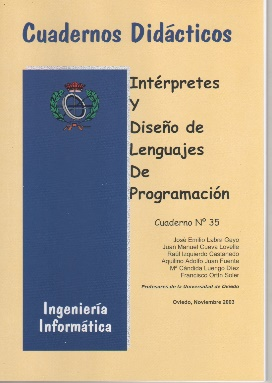 Cuadernos Didácticos
Intérpretes
Y
Diseño de
Lenguajes
De
Programación
Cuaderno Nº 35
José Emilio Labra Gayo
Juan Manuel Cueva Lovelle
Raúl Izquierdo Castanedo
Aquilino Adolfo Juan Fuente
Mª Cándida Luengo Díez
Francisco Ortín Soler
Profesores de la Universidad de Oviedo
Oviedo, Noviembre 2003
Ingeniería
Informática